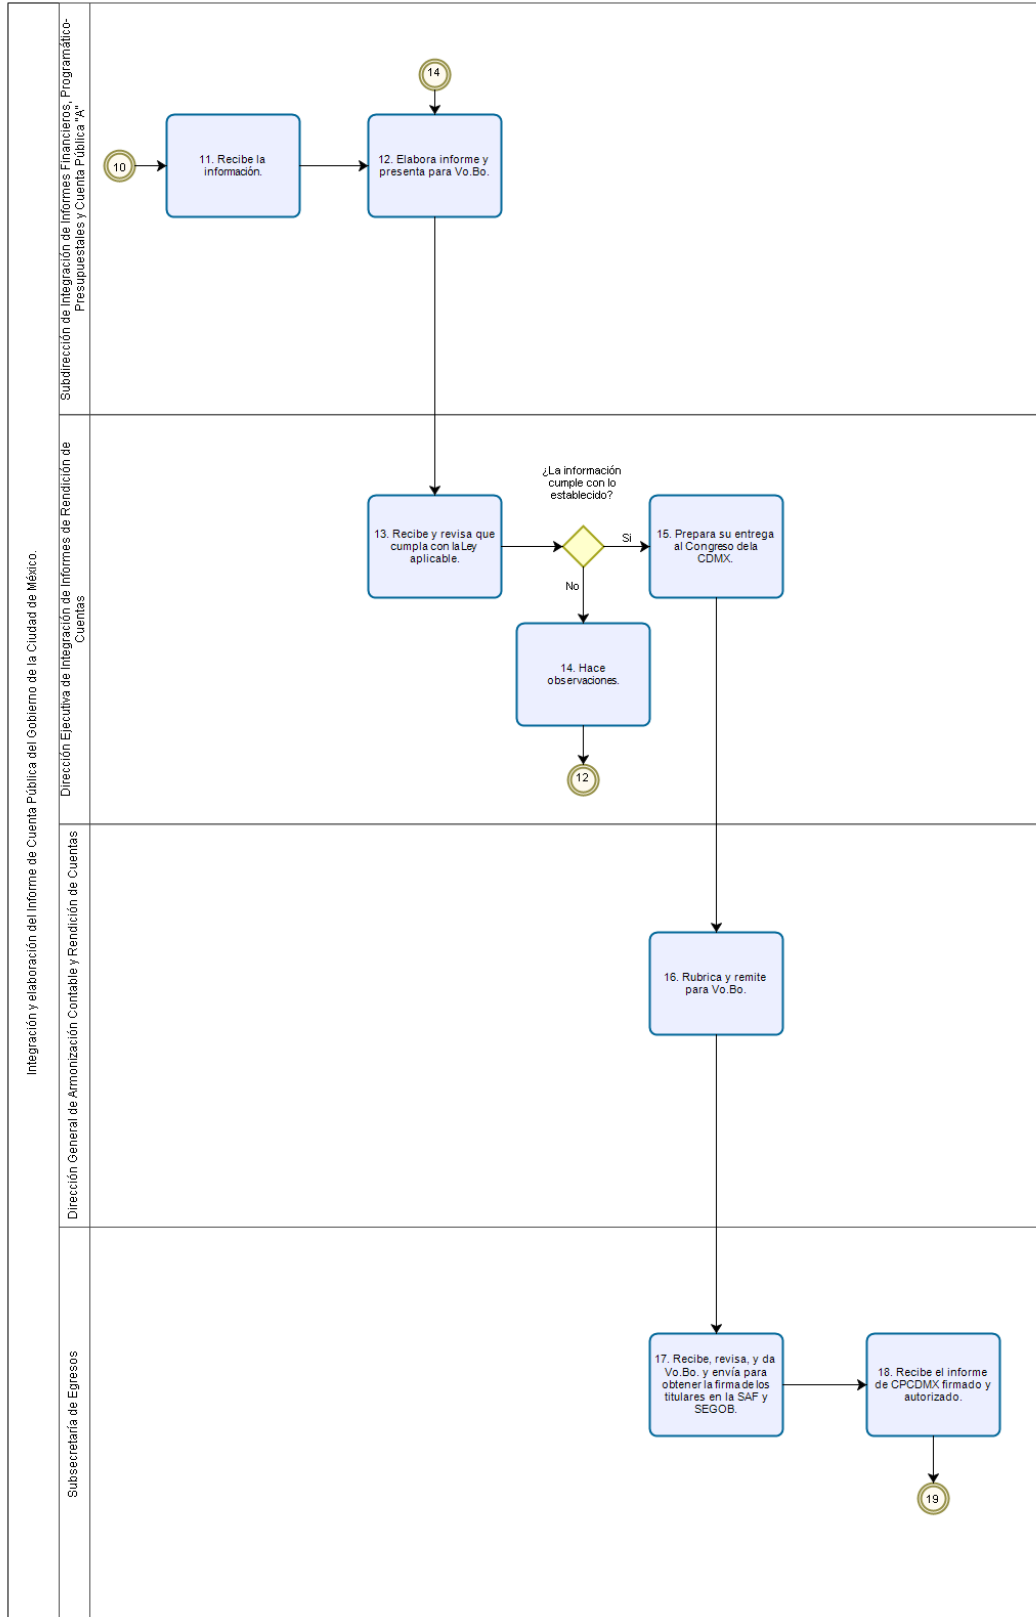 Integración y elaboración del Informe de Cuenta Pública del Gobierno de la Ciudad de México.
Subdirección de Integración de Informes FInancieros, Programático-
Presupuestales y Cuenta Pública "A"
14
10
11. Recibe la
información.
12. Elabora informe y
presenta para Vo.Bo.
Dirección Ejecutiva de Integración de Informes de Rendición de
Cuentas
¿La información
cumple con lo
establecido?
13. Recibe y revisa que
cumpla con la Ley
aplicable.
Si
15. Prepara su entrega
al Congreso de la
CDMX.
No
14. Hace
observaciones.
12
Dirección General de Armonización Contable y Rendición de Cuentas
16. Rubrica y remite
para Vo.Bo.
Subsecretaría de Egresos
17. Recibe, revisa, y da
Vo.Bo. y envía para
obtener la firma de los
titulares en la SAF y
SEGOB.
18. Recibe el informe
de CPCDMX firmado y
autorizado.
19